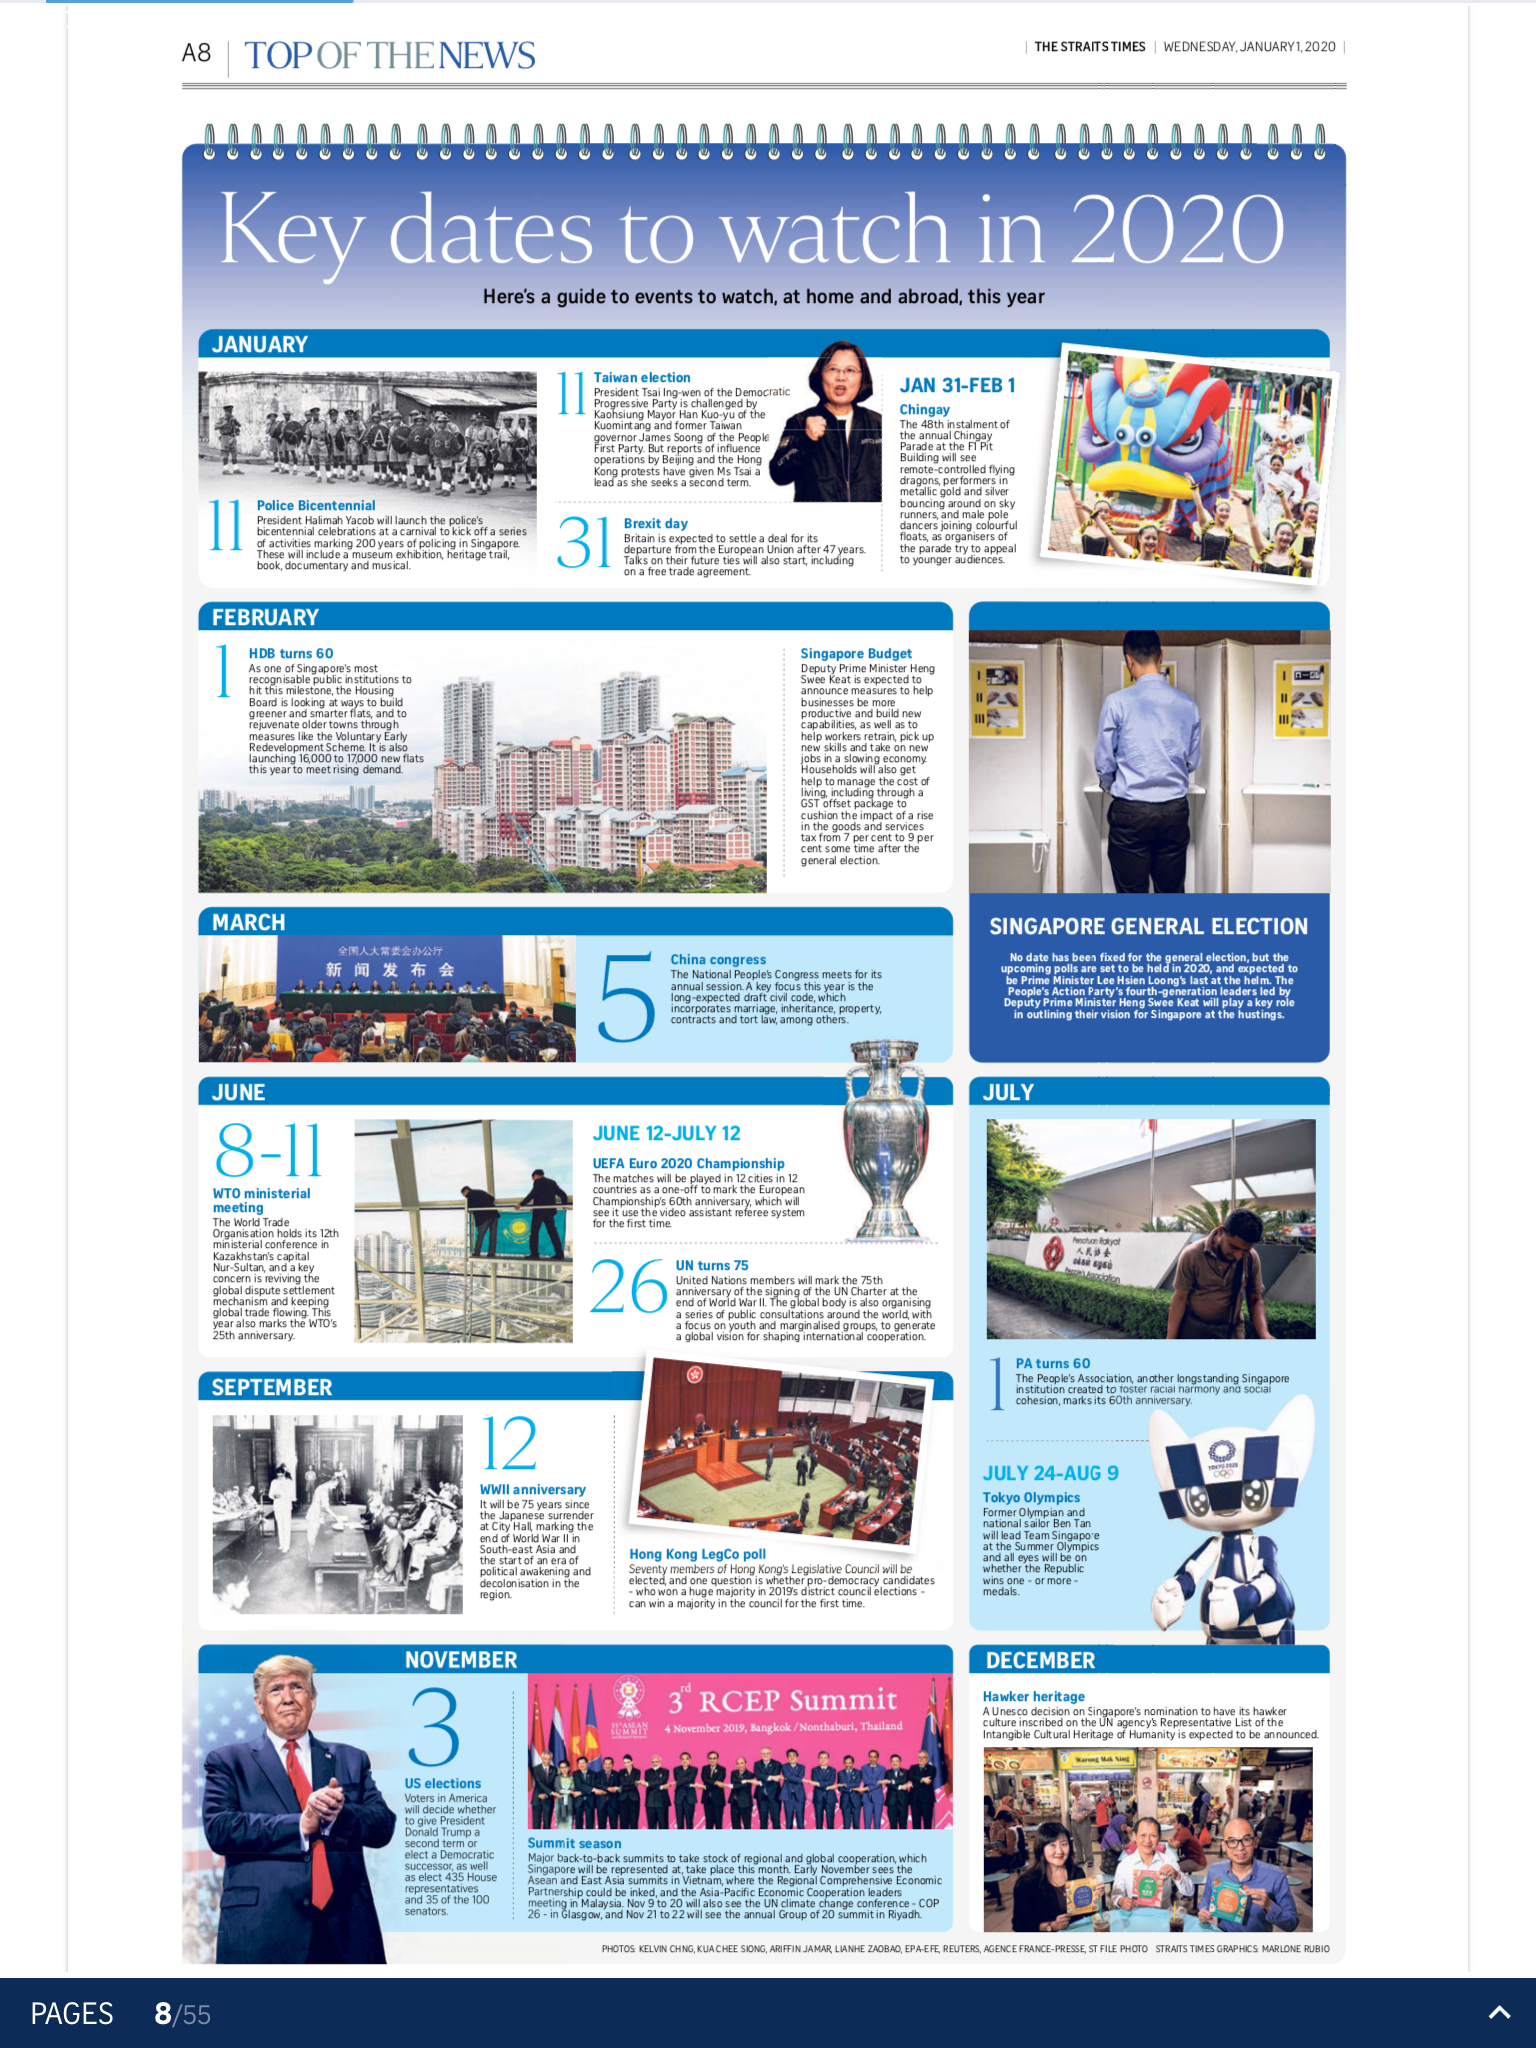 A8
TOP OF THE NEWS
| THE STRAITS TIMES | WEDNESDAY, JANUARY 1, 2020 |
Key dates to watch in 2020
Here's a guide to events to watch, at home and abroad, this year
JANUARY
11
Police Bicentennial
President Halimah Yacob will launch the police's
bicentennial celebrations at a carnival to kick off a series
of activities marking 200 years of policing in Singapore.
These will include a museum exhibition, heritage trail,
book, documentary and musical.
11
Taiwan election
President Tsai Ing-wen of the Democratic
Progressive Party is challenged by
Kaohsiung Mayor Han Kuo-yu of the
Kuomintang and former Taiwan
governor James Soong of the People
First Party. But reports of influence
operations by Beijing and the Hong
Kong protests have given Ms Tsai a
lead as she seeks a second term.
31
Brexit day
Britain is expected to settle a deal for its
departure from the European Union after 47 years.
Talks on their future ties will also start, including
on a free trade agreement.
JAN 31-FEB 1
Chingay
The 48th instalment of
the annual Chingay
Parade at the F1 Pit
Building will see
remote-controlled flying
dragons, performers in
metallic gold and silver
bouncing around on sky
runners, and male pole
dancers joining colourful
floats, as organisers of
the parade try to appeal
to younger audiences.
FEBRUARY
1
HDB turns 60
As one of Singapore's most
recognisable public institutions to
hit this milestone, the Housing
Board is looking at ways to build
greener and smarter flats, and to
rejuvenate older towns through
measures like the Voluntary Early
Redevelopment Scheme. It is also
launching 16,000 to 17,000 new flats
this year to meet rising demand.
Singapore Budget
Deputy Prime Minister Heng
Swee Keat is expected to
announce measures to help
businesses be more
productive and build new
capabilities, as well as to
help workers retrain, pick up
new skills and take on new
jobs in a slowing economy.
Households will also get
help to manage the cost of
living, including through a
GST offset package to
cushion the impact of a rise
in the goods and services
tax from 7 per cent to 9 per
cent some time after the
general election.
SINGAPORE GENERAL ELECTION
No date has been fixed for the general election, but the
upcoming polls are set to be held in 2020, and expected to
be Prime Minister Lee Hsien Loong's last at the helm. The
People's Action Party's fourth-generation leaders led by
Deputy Prime Minister Heng Swee Keat will play a key role
in outlining their vision for Singapore at the hustings.
MARCH
全国人大常委会办公厅
新闻发布会
5
China congress
The National People's Congress meets for its
annual session. A key focus this year is the
long-expected draft civil code, which
incorporates marriage, inheritance, property,
contracts and tort law, among others.
JUNE
8-11
WTO ministerial
meeting
The World Trade
Organisation holds its 12th
ministerial conference in
Kazakhstan's capital
Nur-Sultan, and a key
concern is reviving the
global dispute settlement
mechanism and keeping
global trade flowing. This
year also marks the WTO's
25th anniversary.
JUNE 12-JULY 12
UEFA Euro 2020 Championship
The matches will be played in 12 cities in 12
countries as a one-off to mark the European
Championship's 60th anniversary, which will
see it use the video assistant referee system
for the first time.
26
UN turns 75
United Nations members will mark the 75th
anniversary of the signing of the UN Charter at the
end of World War II. The global body is also organising
a series of public consultations around the world, with
a focus on youth and marginalised groups, to generate
a global vision for shaping international cooperation.
JULY
Persatuan Rakyat
人民协会
மக்கள் கழகம்
People's Association
1
PA turns 60
The People's Association, another longstanding Singapore
institution created to foster racial harmony and social
cohesion, marks its 60th anniversary.
JULY 24-AUG 9
Tokyo Olympics
Former Olympian and
national sailor Ben Tan
will lead Team Singapore
at the Summer Olympics
and all eyes will be on
whether the Republic
wins one - or more -
medals.
TOKYO 2020
SEPTEMBER
12
WWII anniversary
It will be 75 years since
the Japanese surrender
at City Hall, marking the
end of World War II in
South-east Asia and
the start of an era of
political awakening and
decolonisation in the
region.
Hong Kong LegCo poll
Seventy members of Hong Kong's Legislative Council will be
elected, and one question is whether pro-democracy candidates
- who won a huge majority in 2019's district council elections -
can win a majority in the council for the first time.
NOVEMBER
3
US elections
Voters in America
will decide whether
to give President
Donald Trump a
second term or
elect a Democratic
successor, as well
as elect 435 House
representatives
and 35 of the 100
senators.
35th ASEAN
SUMMIT
3rd RCEP Summit
4 November 2019, Bangkok / Nonthaburi, Thailand
Summit season
Major back-to-back summits to take stock of regional and global cooperation, which
Singapore will be represented at, take place this month. Early November sees the
Asean and East Asia summits in Vietnam, where the Regional Comprehensive Economic
Partnership could be inked, and the Asia-Pacific Economic Cooperation leaders
meeting in Malaysia. Nov 9 to 20 will also see the UN climate change conference - COP
26 - in Glasgow, and Nov 21 to 22 will see the annual Group of 20 summit in Riyadh.
DECEMBER
Hawker heritage
A Unesco decision on Singapore's nomination to have its hawker
culture inscribed on the UN agency's Representative List of the
Intangible Cultural Heritage of Humanity is expected to be announced.
Warong Mak Ning
PHOTOS: KELVIN CHNG, KUA CHEE SIONG, ARIFFIN JAMAR, LIANHE ZAOBAO, EPA-EFE, REUTERS, AGENCE FRANCE-PRESSE, ST FILE PHOTO STRAITS TIMES GRAPHICS: MARLONE RUBIO
PAGES 8/55